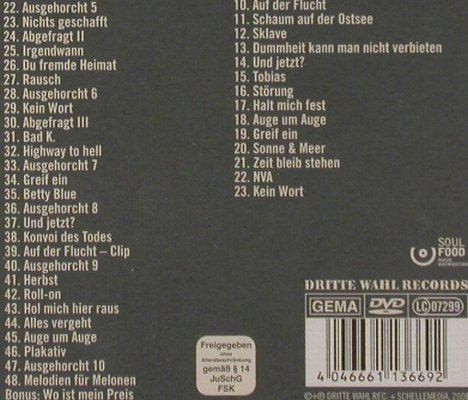 22. Ausgehorcht 5
23. Nichts geschafft
24. Abgefragt II
25. Irgendwann
26. Du fremde Heimat
27. Rausch
28. Ausgehorcht 6
29. Kein Wort
30. Abgefragt III
31. Bad K.
32. Highway to hell
33. Ausgehorcht 7
34. Greif ein
35. Betty Blue
36. Ausgehorcht 8
37. Und jetzt?
38. Konvoi des Todes
39. Auf der Flucht – Clip
40. Ausgehorcht 9
41. Herbst
42. Roll-on
43. Hol mich hier raus
44. Alles vergeht
45. Auge um Auge
46. Plakativ
47. Ausgehorcht 10
48. Melodien für Melonen
Bonus: Wo ist mein Preis
10. Auf der Flucht
11. Schaum auf der Ostsee
12. Sklave
13. Dummheit kann man nicht verbieten
14. Und jetzt?
15. Tobias
16. Störung
17. Halt mich fest
18. Auge um Auge
19. Greif ein
20. Sonne & Meer
21. Zeit bleib stehen
22. NVA
23. Kein Wort
SOUL
FOOD
MUSIC
DISTRIBUTION
DRITTE WAHL RECORDS
GEMA DVD LC 07299
4 046661 113692
Freigegeben
ohne
Altersbeschränkung
gemäß § 14
JuSchG
FSK
©+℗ DRITTE WAHL REC. + SCHELLEMEDIA,